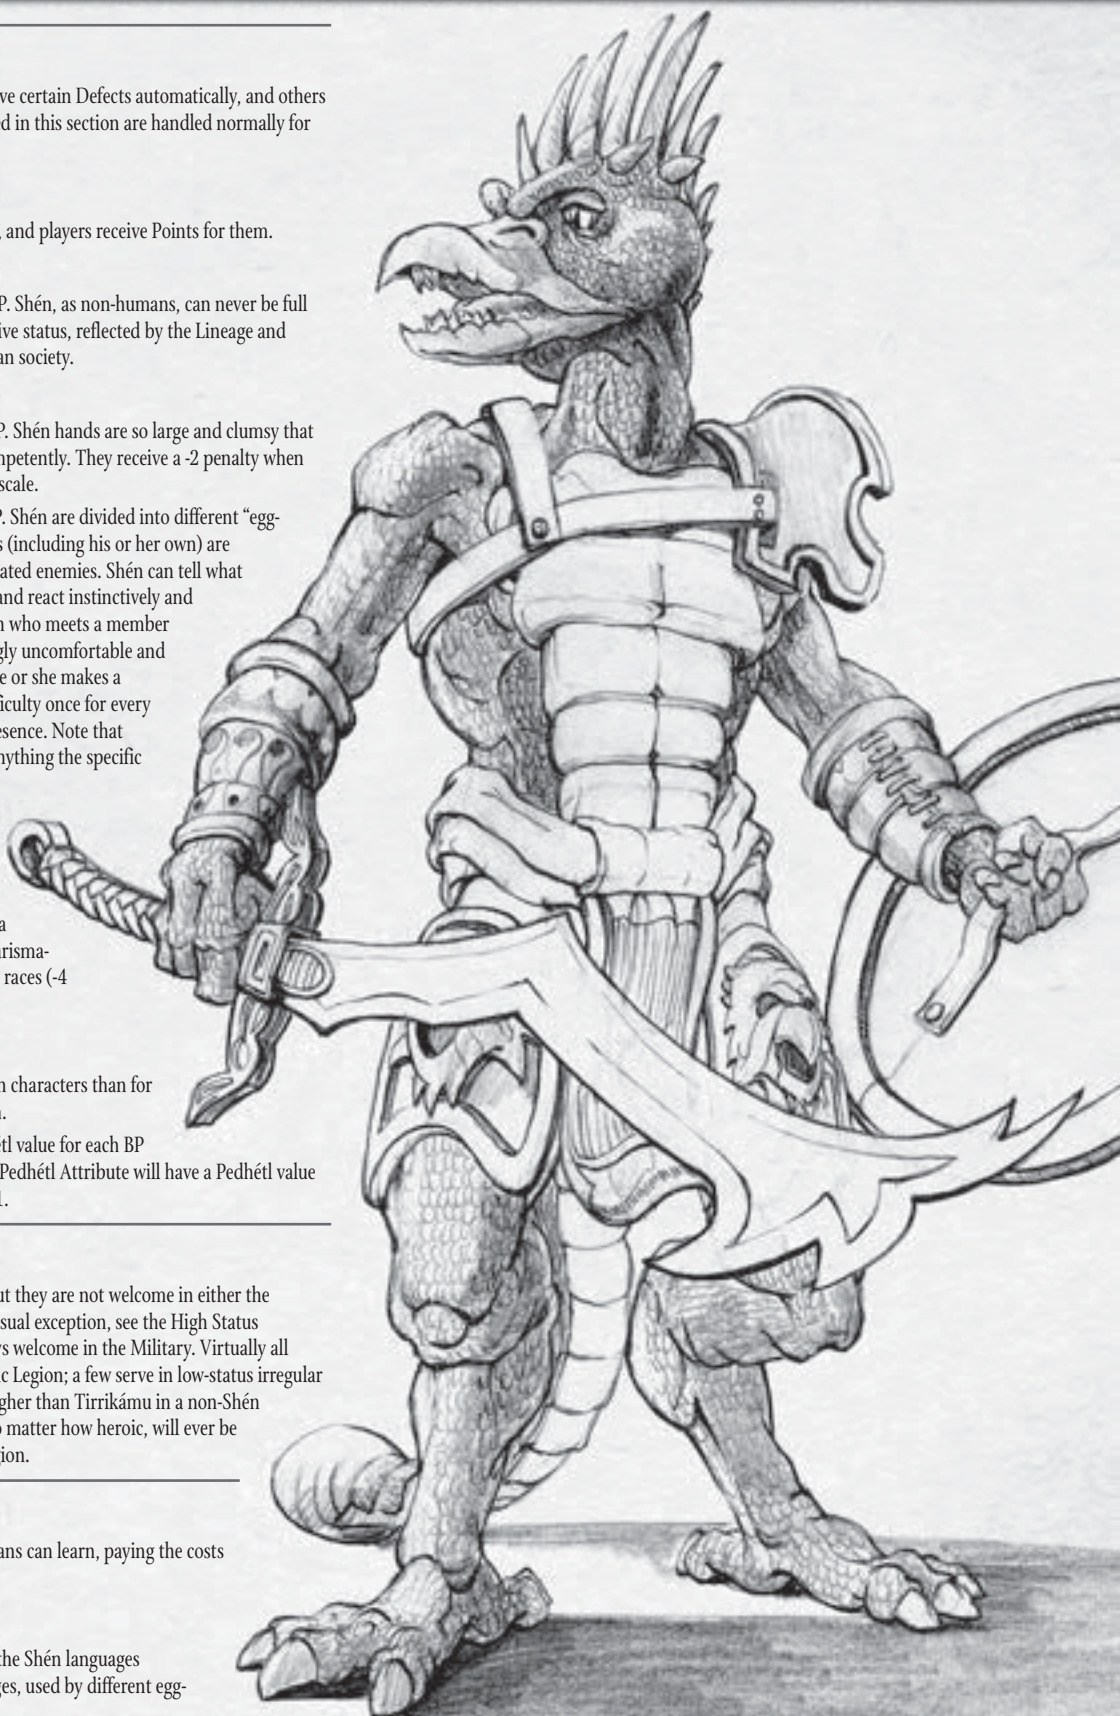 ve certain Defects automatically, and others
ed in this section are handled normally for
, and players receive Points for them.
P. Shén, as non-humans, can never be full
ive status, reflected by the Lineage and
an society.
P. Shén hands are so large and clumsy that
mpetently. They receive a -2 penalty when
scale.
P. Shén are divided into different “egg-
s (including his or her own) are
ated enemies. Shén can tell what
and react instinctively and
n who meets a member
gly uncomfortable and
e or she makes a
ficulty once for every
esence. Note that
nything the specific
a
arisma-
races (-4
n characters than for
n.
étl value for each BP
Pedhétl Attribute will have a Pedhétl value
1.
ut they are not welcome in either the
sual exception, see the High Status
ys welcome in the Military. Virtually all
ic Legion; a few serve in low-status irregular
gher than Tirrikámu in a non-Shén
o matter how heroic, will ever be
gion.
ans can learn, paying the costs
the Shén languages
ges, used by different egg-